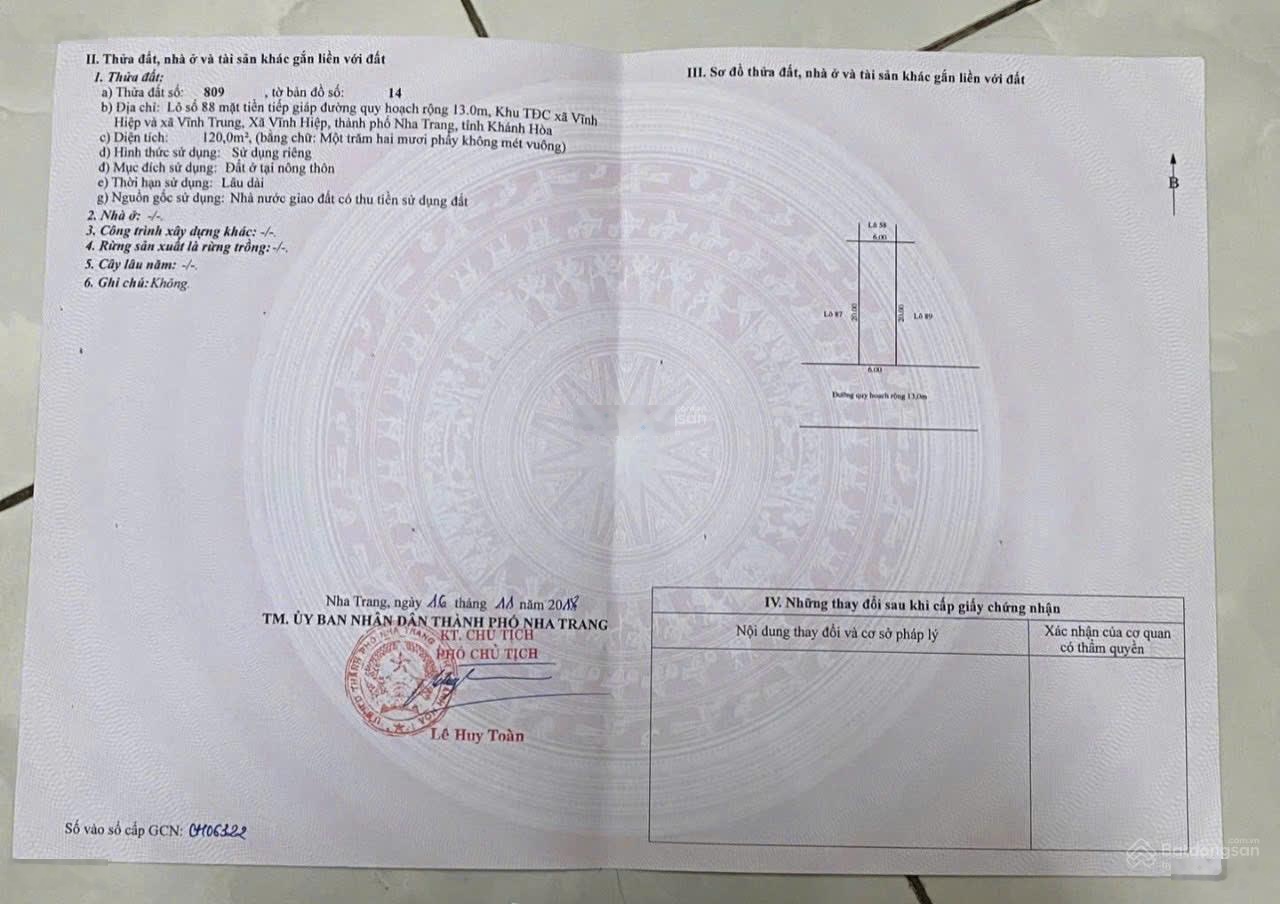 II. Thửa đất, nhà ở và tài sản khác gắn liền với đất
1. Thửa đất:
a) Thửa đất số: 809 , tờ bản đồ số: 14
b) Địa chỉ: Lô số 88 mặt tiền tiếp giáp đường quy hoạch rộng 13.0m, Khu TĐC xã Vĩnh
Hiệp và xã Vĩnh Trung, Xã Vĩnh Hiệp, thành phố Nha Trang, tỉnh Khánh Hòa
c) Diện tích: 120,0m², (bằng chữ: Một trăm hai mươi phẩy không mét vuông)
d) Hình thức sử dụng: Sử dụng riêng
đ) Mục đích sử dụng: Đất ở tại nông thôn
e) Thời hạn sử dụng: Lâu dài
g) Nguồn gốc sử dụng: Nhà nước giao đất có thu tiền sử dụng đất
2. Nhà ở: -/-.
3. Công trình xây dựng khác: -/-.
4. Rừng sản xuất là rừng trồng: -/-.
5. Cây lâu năm: -/-.
6. Ghi chú: Không.
Nha Trang, ngày 16 tháng 11 năm 2018
TM. ỦY BAN NHÂN DÂN THÀNH PHỐ NHA TRANG
KT. CHỦ TỊCH
PHÓ CHỦ TỊCH
Lê Huy Toàn
Số vào sổ cấp GCN: CH06322
III. Sơ đồ thửa đất, nhà ở và tài sản khác gắn liền với đất
B
Lô 58
6.00
Lô 87
20.00
20.00
Lô 89
6.00
Đường quy hoạch rộng 13.0m
IV. Những thay đổi sau khi cấp giấy chứng nhận
Nội dung thay đổi và cơ sở pháp lý
Xác nhận của cơ quan
có thẩm quyền
Batdongsan
.com.vn